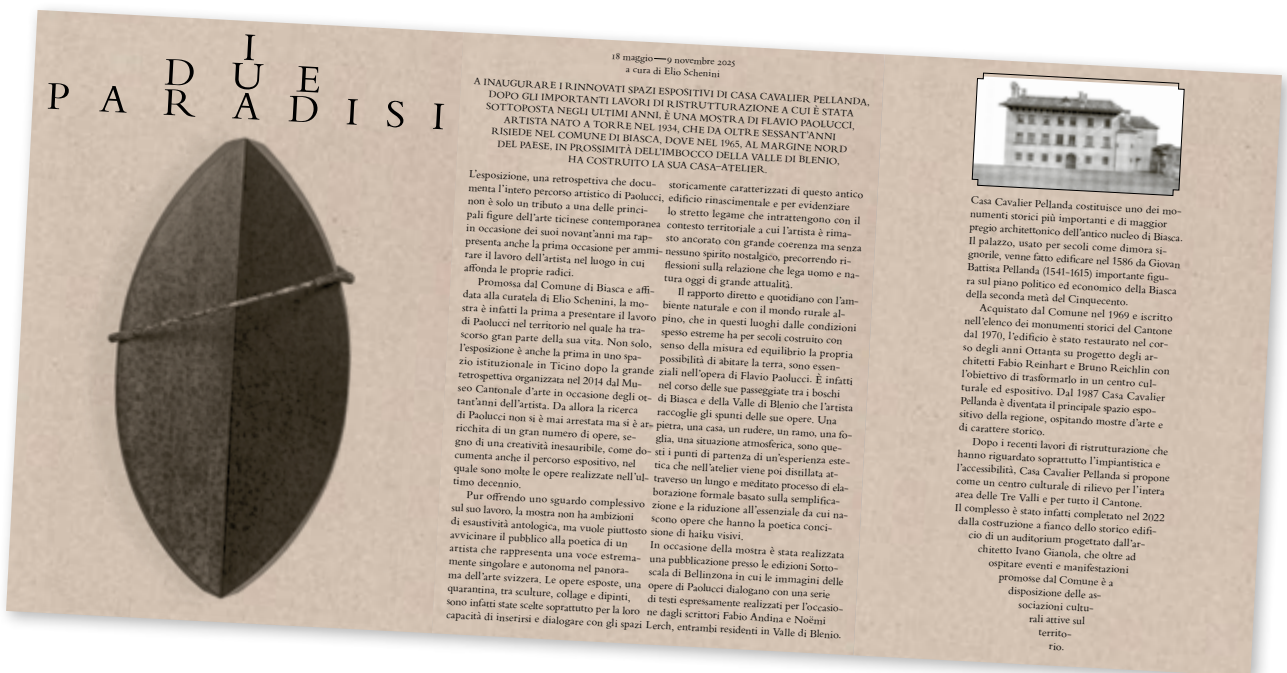 I
DUE
PARADISI
18 maggio—9 novembre 2025
a cura di Elio Schenini
A INAUGURARE I RINNOVATI SPAZI ESPOSITIVI DI CASA CAVALIER PELLANDA,
DOPO GLI IMPORTANTI LAVORI DI RISTRUTTURAZIONE A CUI È STATA
SOTTOPOSTA NEGLI ULTIMI ANNI, È UNA MOSTRA DI FLAVIO PAOLUCCI,
ARTISTA NATO A TORRE NEL 1934, CHE DA OLTRE SESSANT'ANNI
RISIEDE NEL COMUNE DI BIASCA, DOVE NEL 1965, AL MARGINE NORD
DEL PAESE, IN PROSSIMITÀ DELL'IMBOCCO DELLA VALLE DI BLENIO,
HA COSTRUITO LA SUA CASA-ATELIER.
L'esposizione, una retrospettiva che docu-
menta l'intero percorso artistico di Paolucci,
non è solo un tributo a una delle princi-
pali figure dell'arte ticinese contemporanea
in occasione dei suoi novant'anni ma rap-
presenta anche la prima occasione per ammi-
rare il lavoro dell'artista nel luogo in cui
affonda le proprie radici.
Promossa dal Comune di Biasca e affi-
data alla curatela di Elio Schenini, la mo-
stra è infatti la prima a presentare il lavoro
di Paolucci nel territorio nel quale ha tra-
scorso gran parte della sua vita. Non solo,
l'esposizione è anche la prima in uno spa-
zio istituzionale in Ticino dopo la grande
retrospettiva organizzata nel 2014 dal Mu-
seo Cantonale d'arte in occasione degli ot-
tant'anni dell'artista. Da allora la ricerca
di Paolucci non si è mai arrestata ma si è ar-
ricchita di un gran numero di opere, se-
gno di una creatività inesauribile, come do-
cumenta anche il percorso espositivo, nel
quale sono molte le opere realizzate nell'ul-
timo decennio.
Pur offrendo uno sguardo complessivo
sul suo lavoro, la mostra non ha ambizioni
di esaustività antologica, ma vuole piuttosto
avvicinare il pubblico alla poetica di un
artista che rappresenta una voce estrema-
mente singolare e autonoma nel panora-
ma dell'arte svizzera. Le opere esposte, una
quarantina, tra sculture, collage e dipinti,
sono infatti state scelte soprattutto per la loro
capacità di inserirsi e dialogare con gli spazi
storicamente caratterizzati di questo antico
edificio rinascimentale e per evidenziare
lo stretto legame che intrattengono con il
contesto territoriale a cui l'artista è rima-
sto ancorato con grande coerenza ma senza
nessuno spirito nostalgico, precorrendo ri-
flessioni sulla relazione che lega uomo e na-
tura oggi di grande attualità.
Il rapporto diretto e quotidiano con l'am-
biente naturale e con il mondo rurale al-
pino, che in questi luoghi dalle condizioni
spesso estreme ha per secoli costruito con
senso della misura ed equilibrio la propria
possibilità di abitare la terra, sono essen-
ziali nell'opera di Flavio Paolucci. È infatti
nel corso delle sue passeggiate tra i boschi
di Biasca e della Valle di Blenio che l'artista
raccoglie gli spunti delle sue opere. Una
pietra, una casa, un rudere, un ramo, una fo-
glia, una situazione atmosferica, sono que-
sti i punti di partenza di un'esperienza este-
tica che nell'atelier viene poi distillata at-
traverso un lungo e meditato processo di ela-
borazione formale basato sulla semplifica-
zione e la riduzione all'essenziale da cui na-
scono opere che hanno la poetica conci-
sione di haiku visivi.
In occasione della mostra è stata realizzata
una pubblicazione presso le edizioni Sotto-
scala di Bellinzona in cui le immagini delle
opere di Paolucci dialogano con una serie
di testi espressamente realizzati per l'occasio-
ne dagli scrittori Fabio Andina e Noëmi
Lerch, entrambi residenti in Valle di Blenio.
Casa Cavalier Pellanda costituisce uno dei mo-
numenti storici più importanti e di maggior
pregio architettonico dell'antico nucleo di Biasca.
Il palazzo, usato per secoli come dimora si-
gnorile, venne fatto edificare nel 1586 da Giovan
Battista Pellanda (1541-1615) importante figu-
ra sul piano politico ed economico della Biasca
della seconda metà del Cinquecento.
Acquistato dal Comune nel 1969 e iscritto
nell'elenco dei monumenti storici del Cantone
dal 1970, l'edificio è stato restaurato nel cor-
so degli anni Ottanta su progetto degli ar-
chitetti Fabio Reinhart e Bruno Reichlin con
l'obiettivo di trasformarlo in un centro cul-
turale ed espositivo. Dal 1987 Casa Cavalier
Pellanda è diventata il principale spazio espo-
sitivo della regione, ospitando mostre d'arte e
di carattere storico.
Dopo i recenti lavori di ristrutturazione che
hanno riguardato soprattutto l'impiantistica e
l'accessibilità, Casa Cavalier Pellanda si propone
come un centro culturale di rilievo per l'intera
area delle Tre Valli e per tutto il Cantone.
Il complesso è stato infatti completato nel 2022
dalla costruzione a fianco dello storico edifi-
cio di un auditorium progettato dall'ar-
chitetto Ivano Gianola, che oltre ad
ospitare eventi e manifestazioni
promosse dal Comune è a
disposizione delle as-
sociazioni cultu-
rali attive sul
territo-
rio.